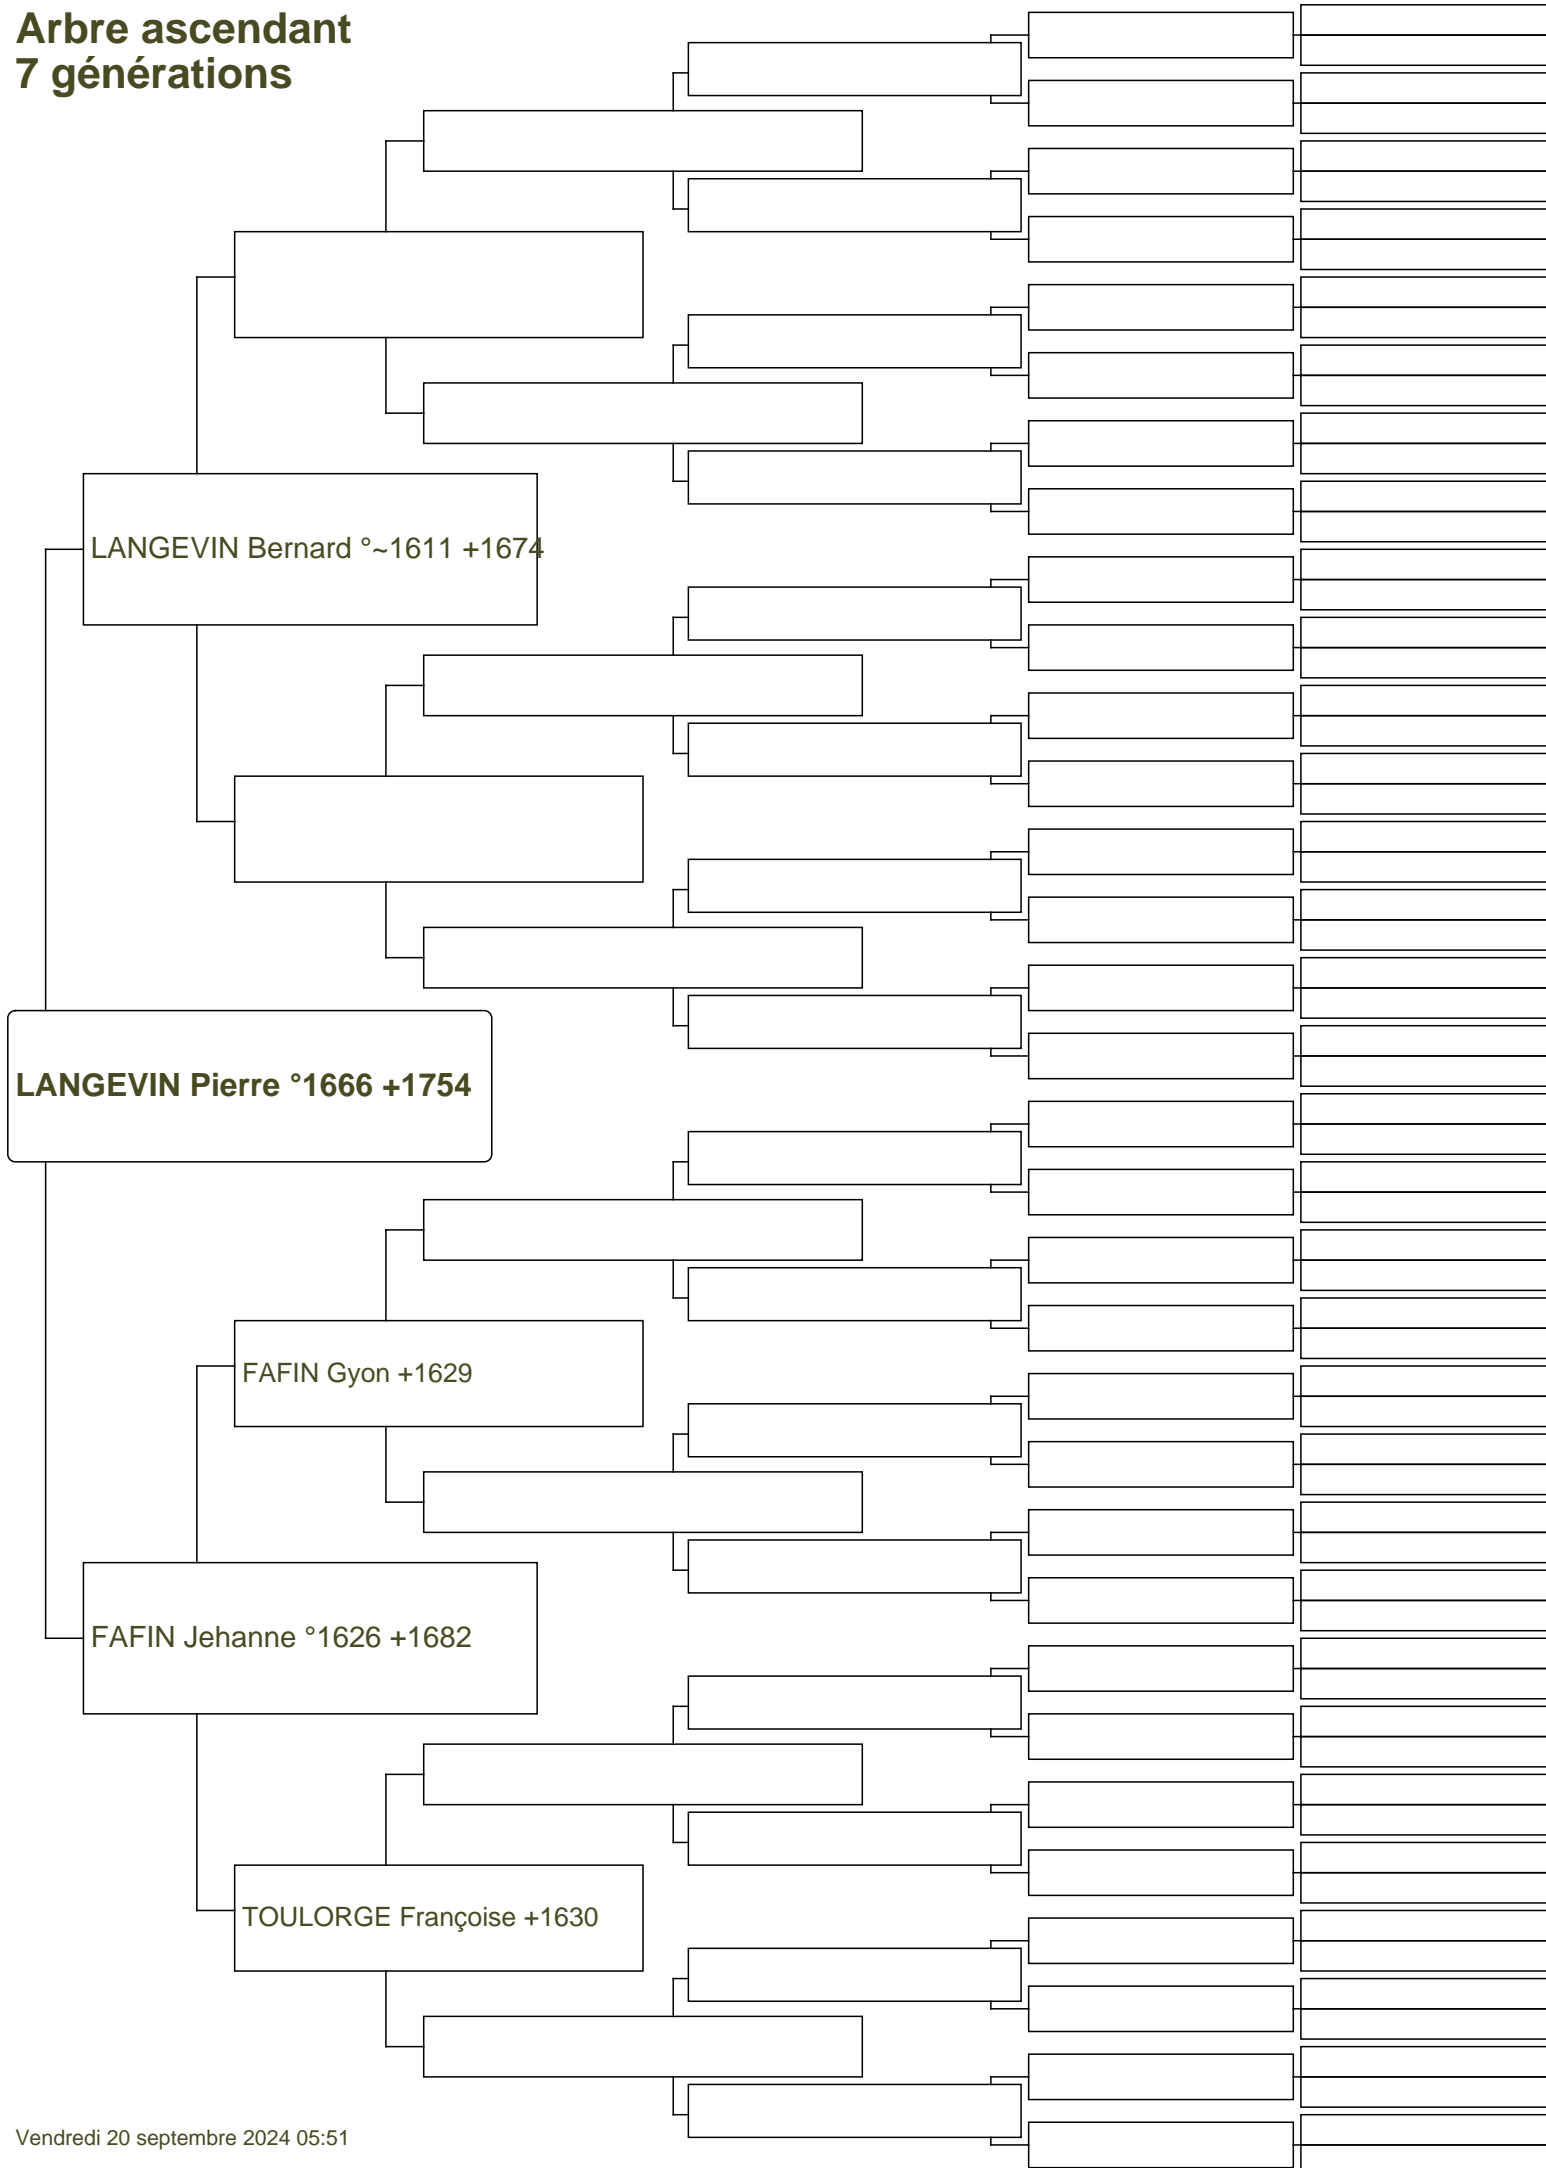 Arbre ascendant
7 générations
LANGEVIN Bernard °~1611 +1674
LANGEVIN Pierre °1666 +1754
FAFIN Gyon +1629
FAFIN Jehanne °1626 +1682
TOULORGE Françoise +1630
Vendredi 20 septembre 2024 05:51